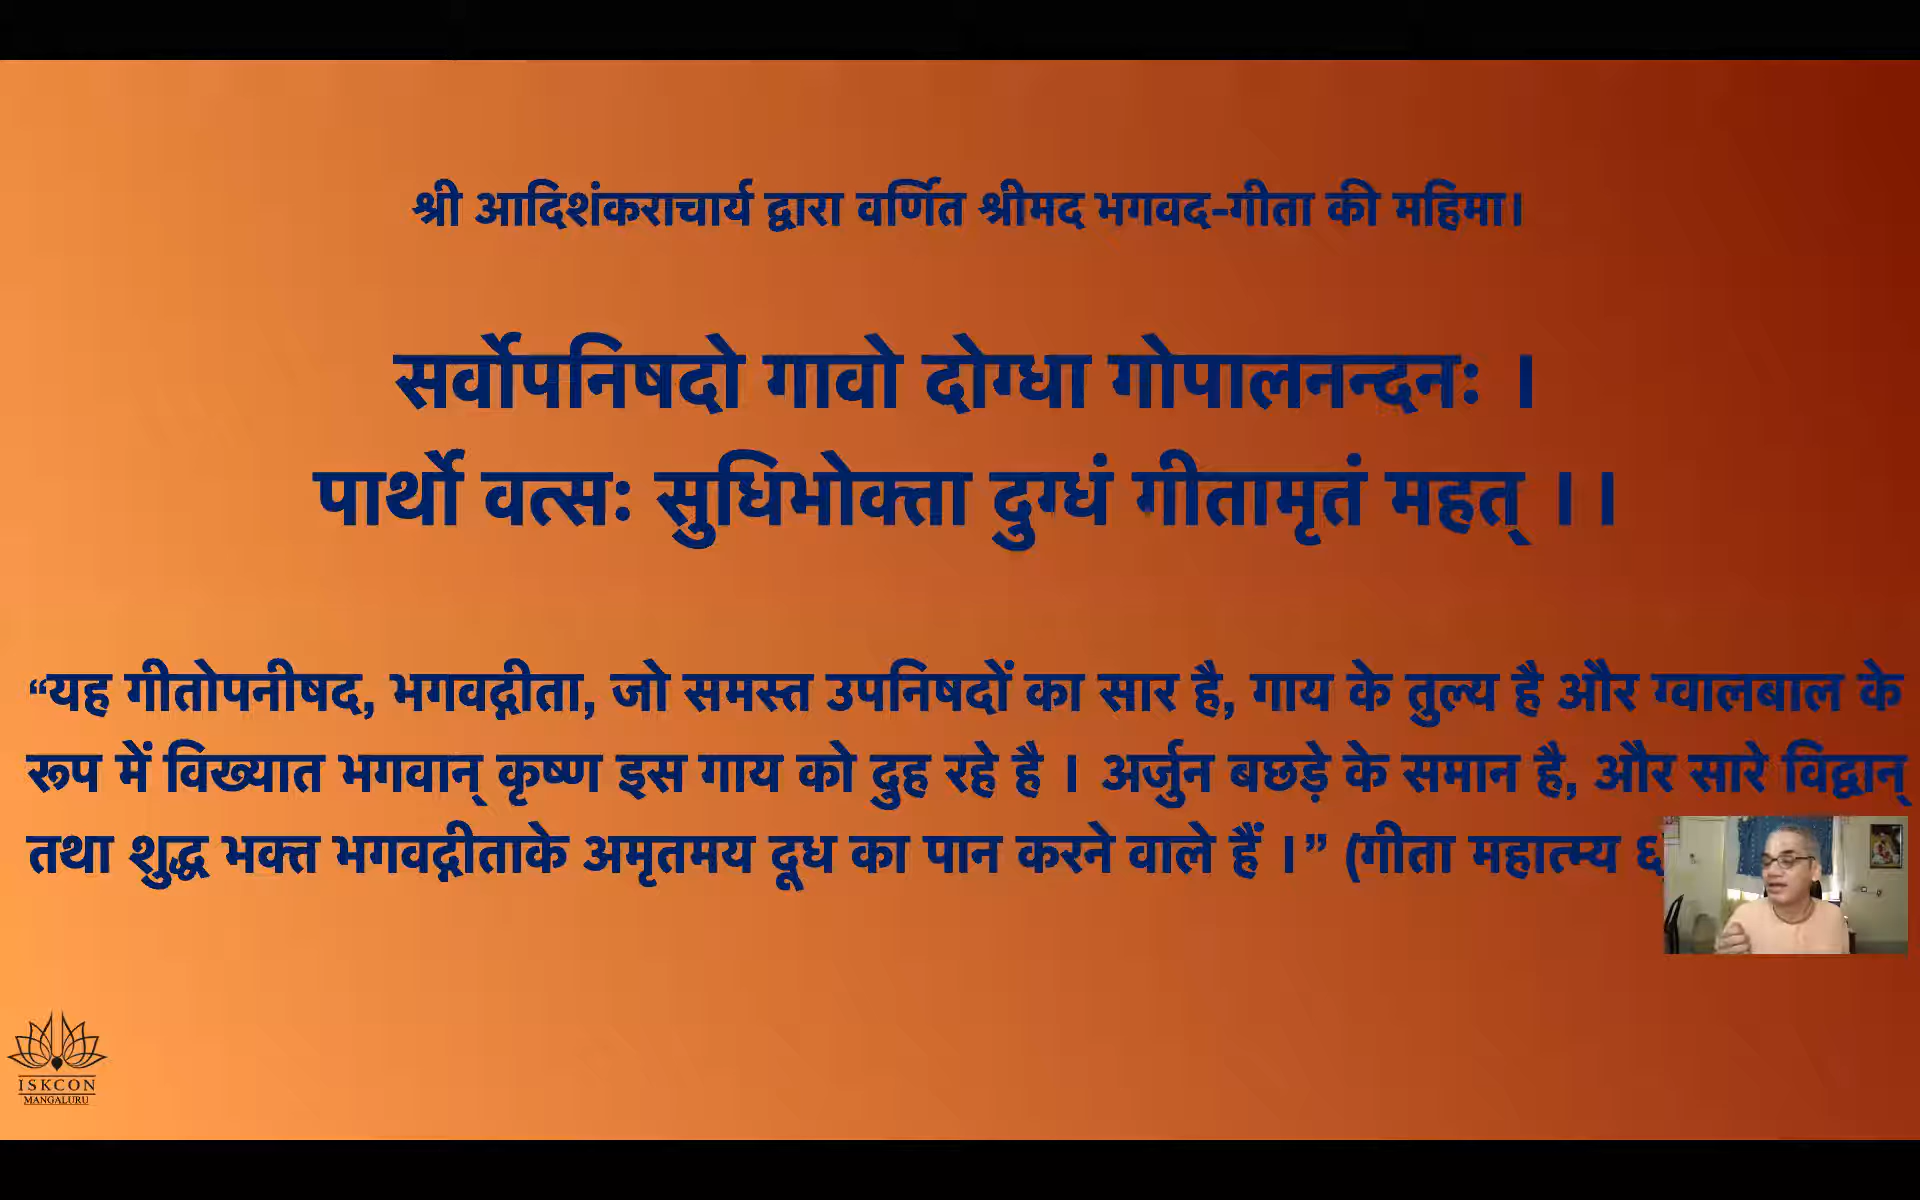 श्री आदिशंकराचार्य द्वारा वर्णित श्रीमद भगवद-गीता की महिमा।
सर्वोपनिषदो गावो दोग्धा गोपालनन्दनः ।
पार्थो वत्सः सुधिभोक्ता दुग्धं गीतामृतं महत् ।।
“यह गीतोपनीषद, भगवद्गीता, जो समस्त उपनिषदों का सार है, गाय के तुल्य है और ग्वालबाल के
रूप में विख्यात भगवान् कृष्ण इस गाय को दुह रहे है । अर्जुन बछड़े के समान है, और सारे विद्वान्
तथा शुद्ध भक्त भगवद्गीताके अमृतमय दूध का पान करने वाले हैं ।” (गीता महात्म्य ६)
ISKCON
MANGALURU